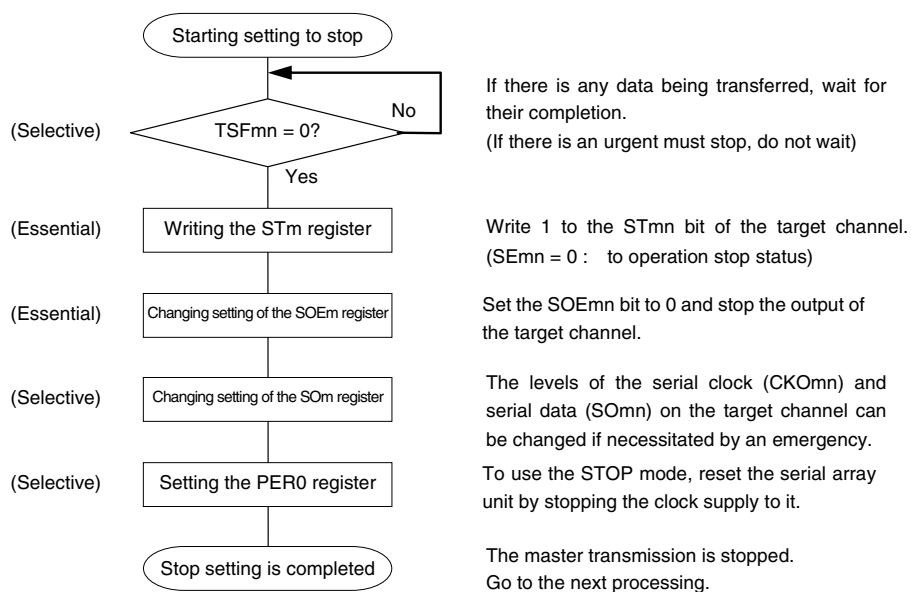 Starting setting to stop
No
If there is any data being transferred, wait for
their completion.
(If there is an urgent must stop, do not wait)
(Selective)
TSFmn = 0?
Yes
(Essential)
Writing the STm register
Write 1 to the STmn bit of the target channel.
(SEmn = 0 : to operation stop status)
(Essential)
Changing setting of the SOEm register
Set the SOEmn bit to 0 and stop the output of
the target channel.
(Selective)
Changing setting of the SOm register
The levels of the serial clock (CKOmn) and
serial data (SOmn) on the target channel can
be changed if necessitated by an emergency.
(Selective)
Setting the PER0 register
To use the STOP mode, reset the serial array
unit by stopping the clock supply to it.
Stop setting is completed
The master transmission is stopped.
Go to the next processing.